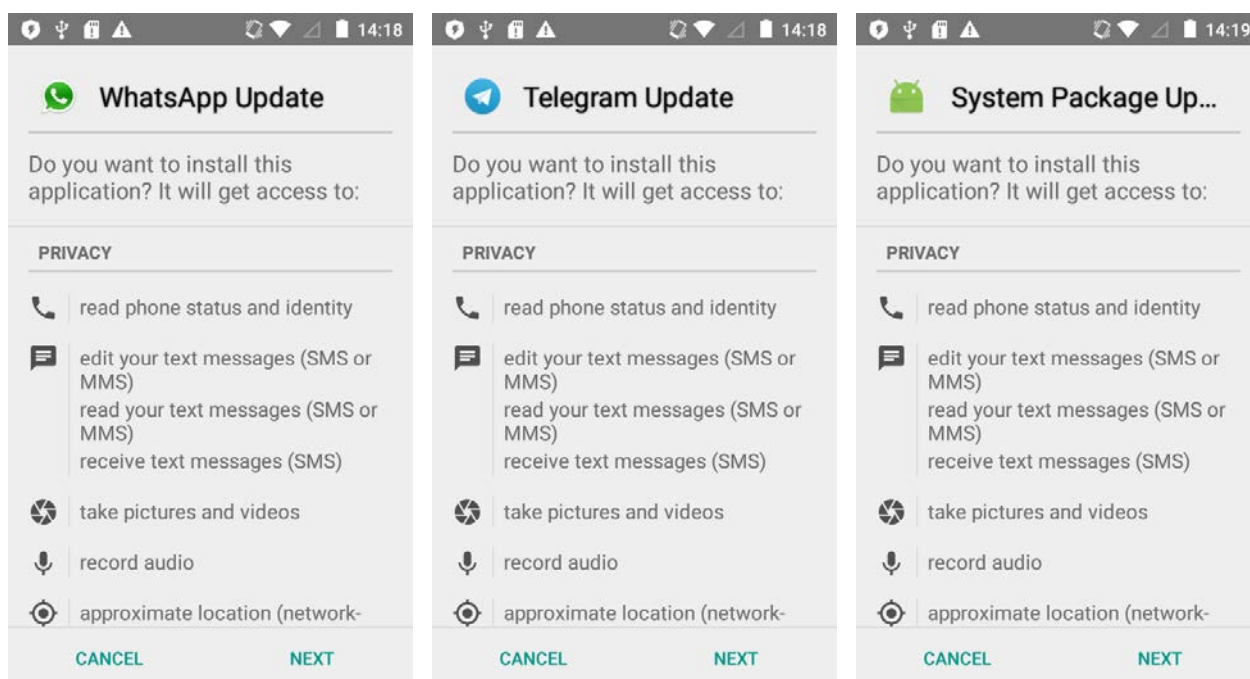 14:18
WhatsApp Update
Do you want to install this
application? It will get access to:
PRIVACY
read phone status and identity
edit your text messages (SMS or
MMS)
read your text messages (SMS or
MMS)
receive text messages (SMS)
take pictures and videos
record audio
approximate location (network-
CANCEL NEXT
14:18
Telegram Update
Do you want to install this
application? It will get access to:
PRIVACY
read phone status and identity
edit your text messages (SMS or
MMS)
read your text messages (SMS or
MMS)
receive text messages (SMS)
take pictures and videos
record audio
approximate location (network-
CANCEL NEXT
14:19
System Package Up...
Do you want to install this
application? It will get access to:
PRIVACY
read phone status and identity
edit your text messages (SMS or
MMS)
read your text messages (SMS or
MMS)
receive text messages (SMS)
take pictures and videos
record audio
approximate location (network-
CANCEL NEXT